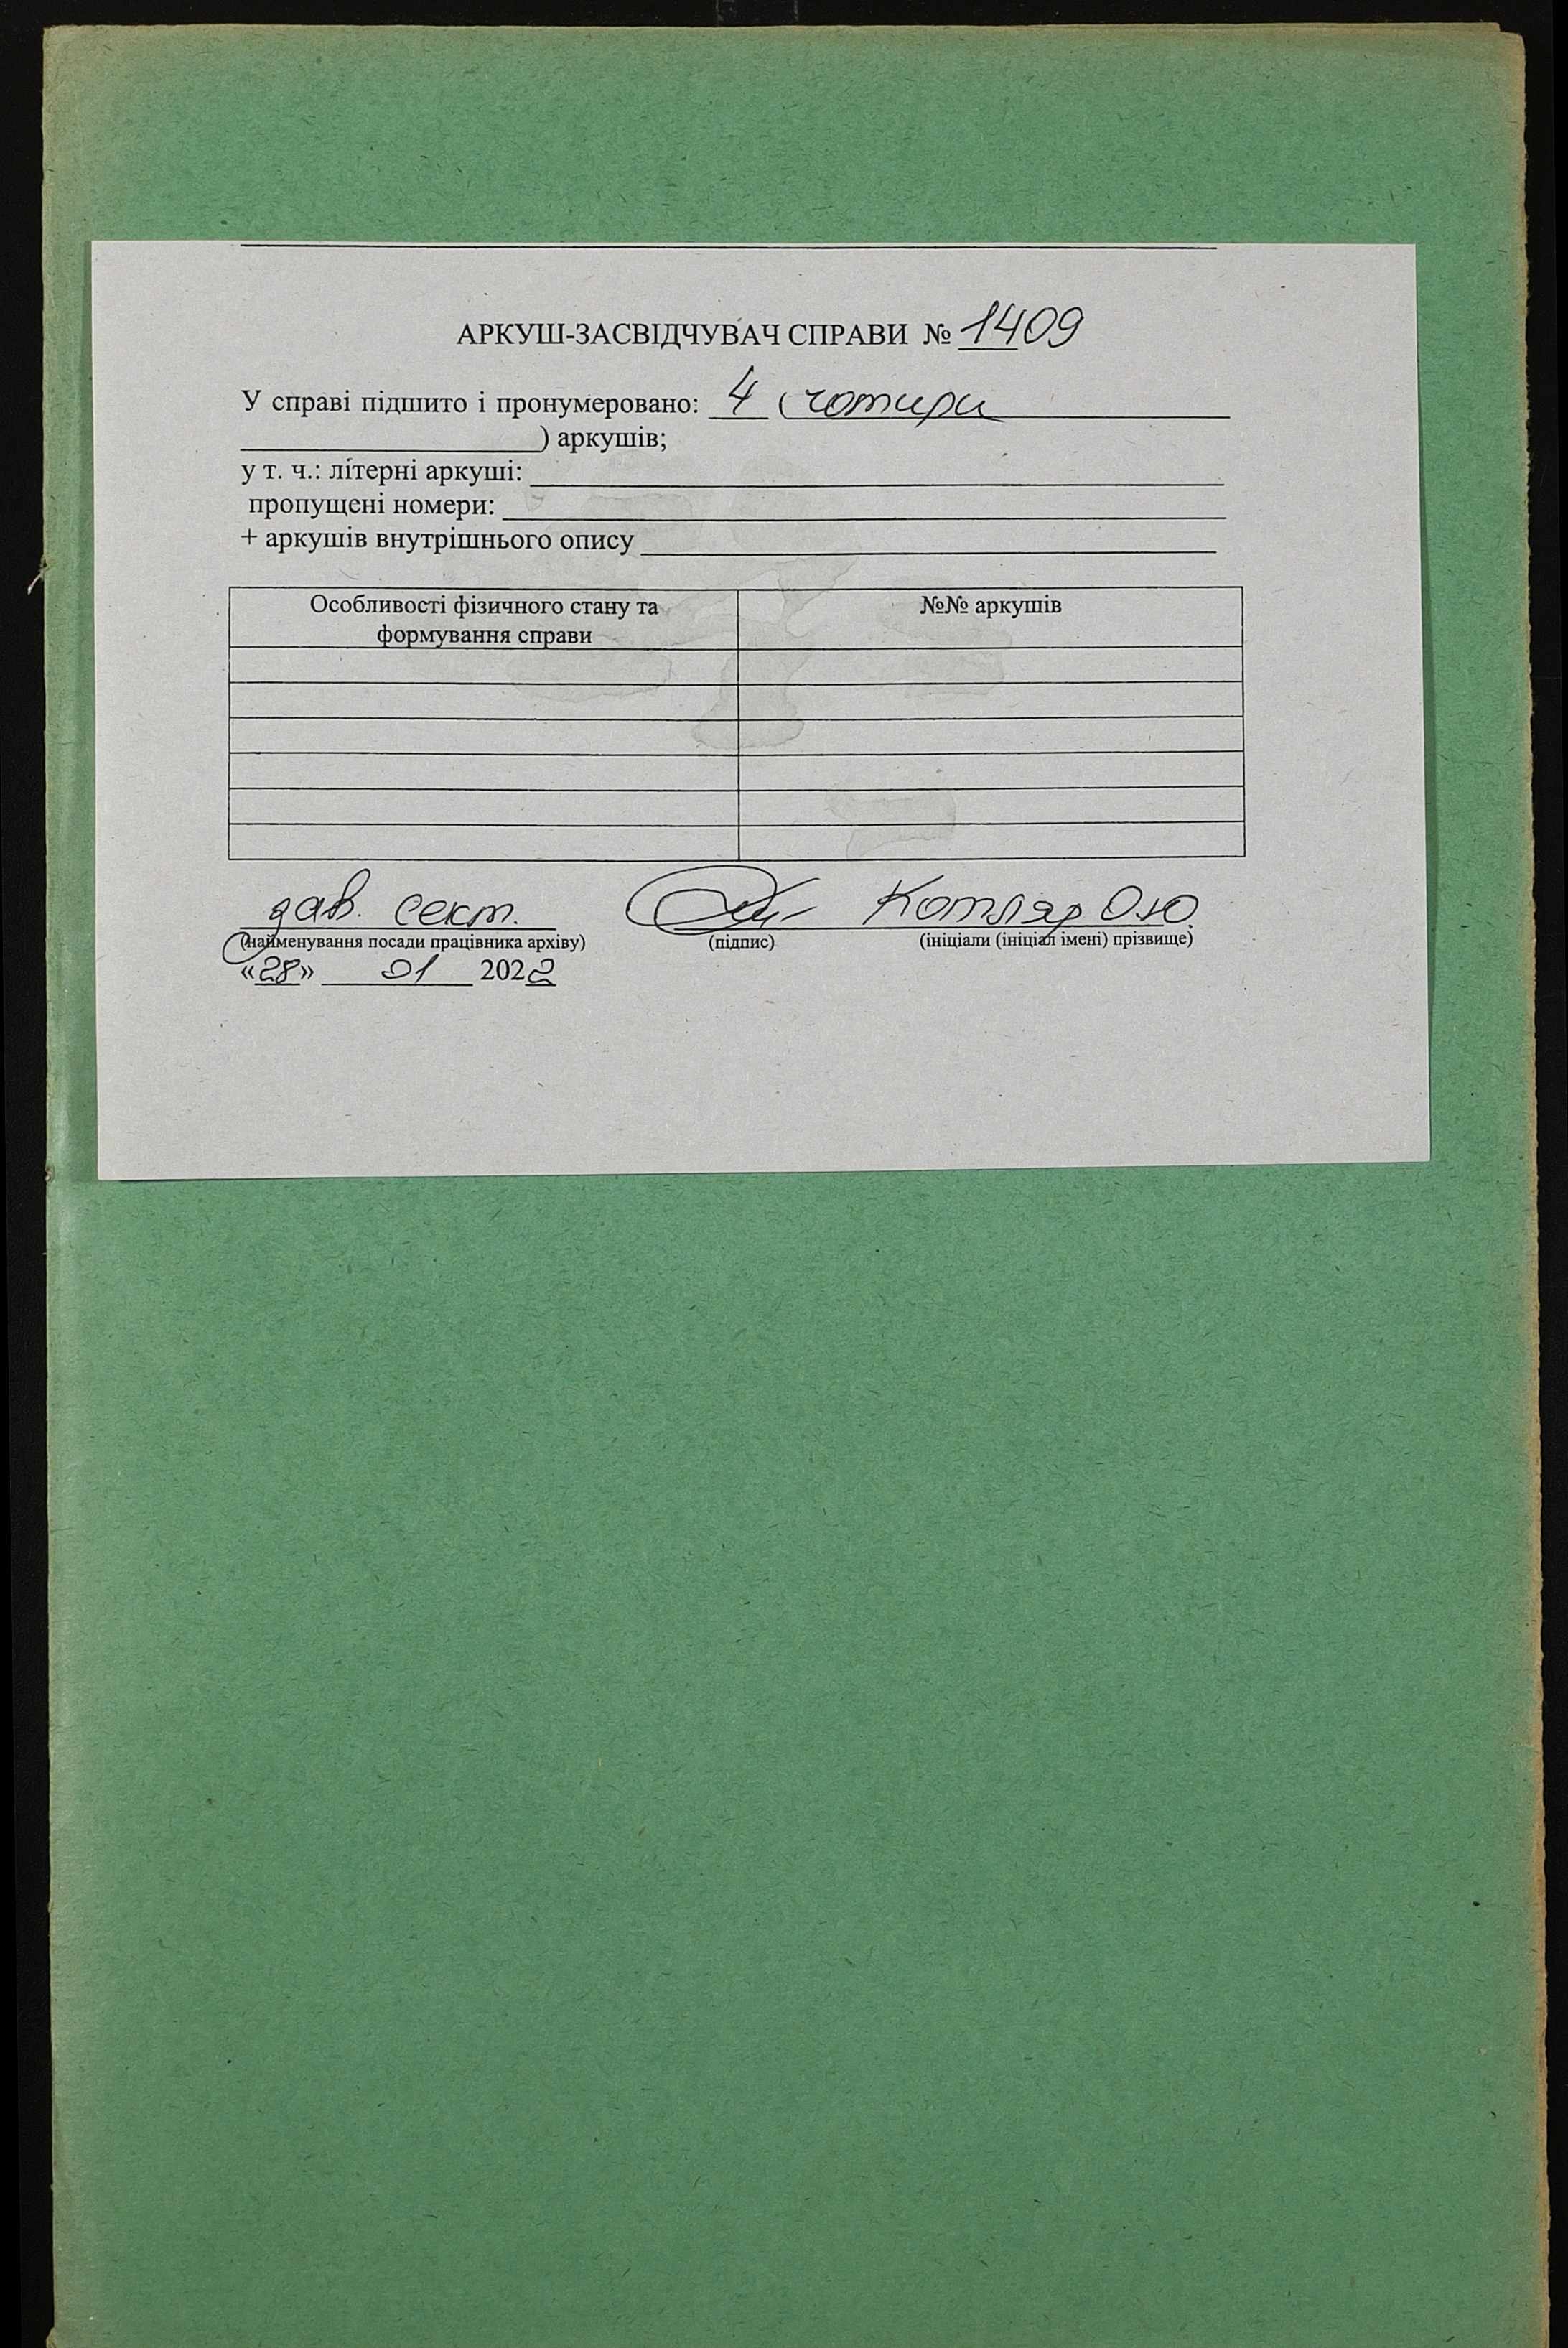 АРКУШ-ЗАСВІДЧУВАЧ СПРАВИ № 1409
У справі підшито і пронумеровано: 4 (чотири
) аркушів;
у т. ч.: літерні аркуші:
пропущені номери:
+ аркушів внутрішнього опису
Особливості фізичного стану та формування справи №№ аркушів
зав. сект. Котляр О.Ю.
(найменування посади працівника архіву) (підпис) (ініціали (ініціал імені) прізвище)
«28» 01 2022